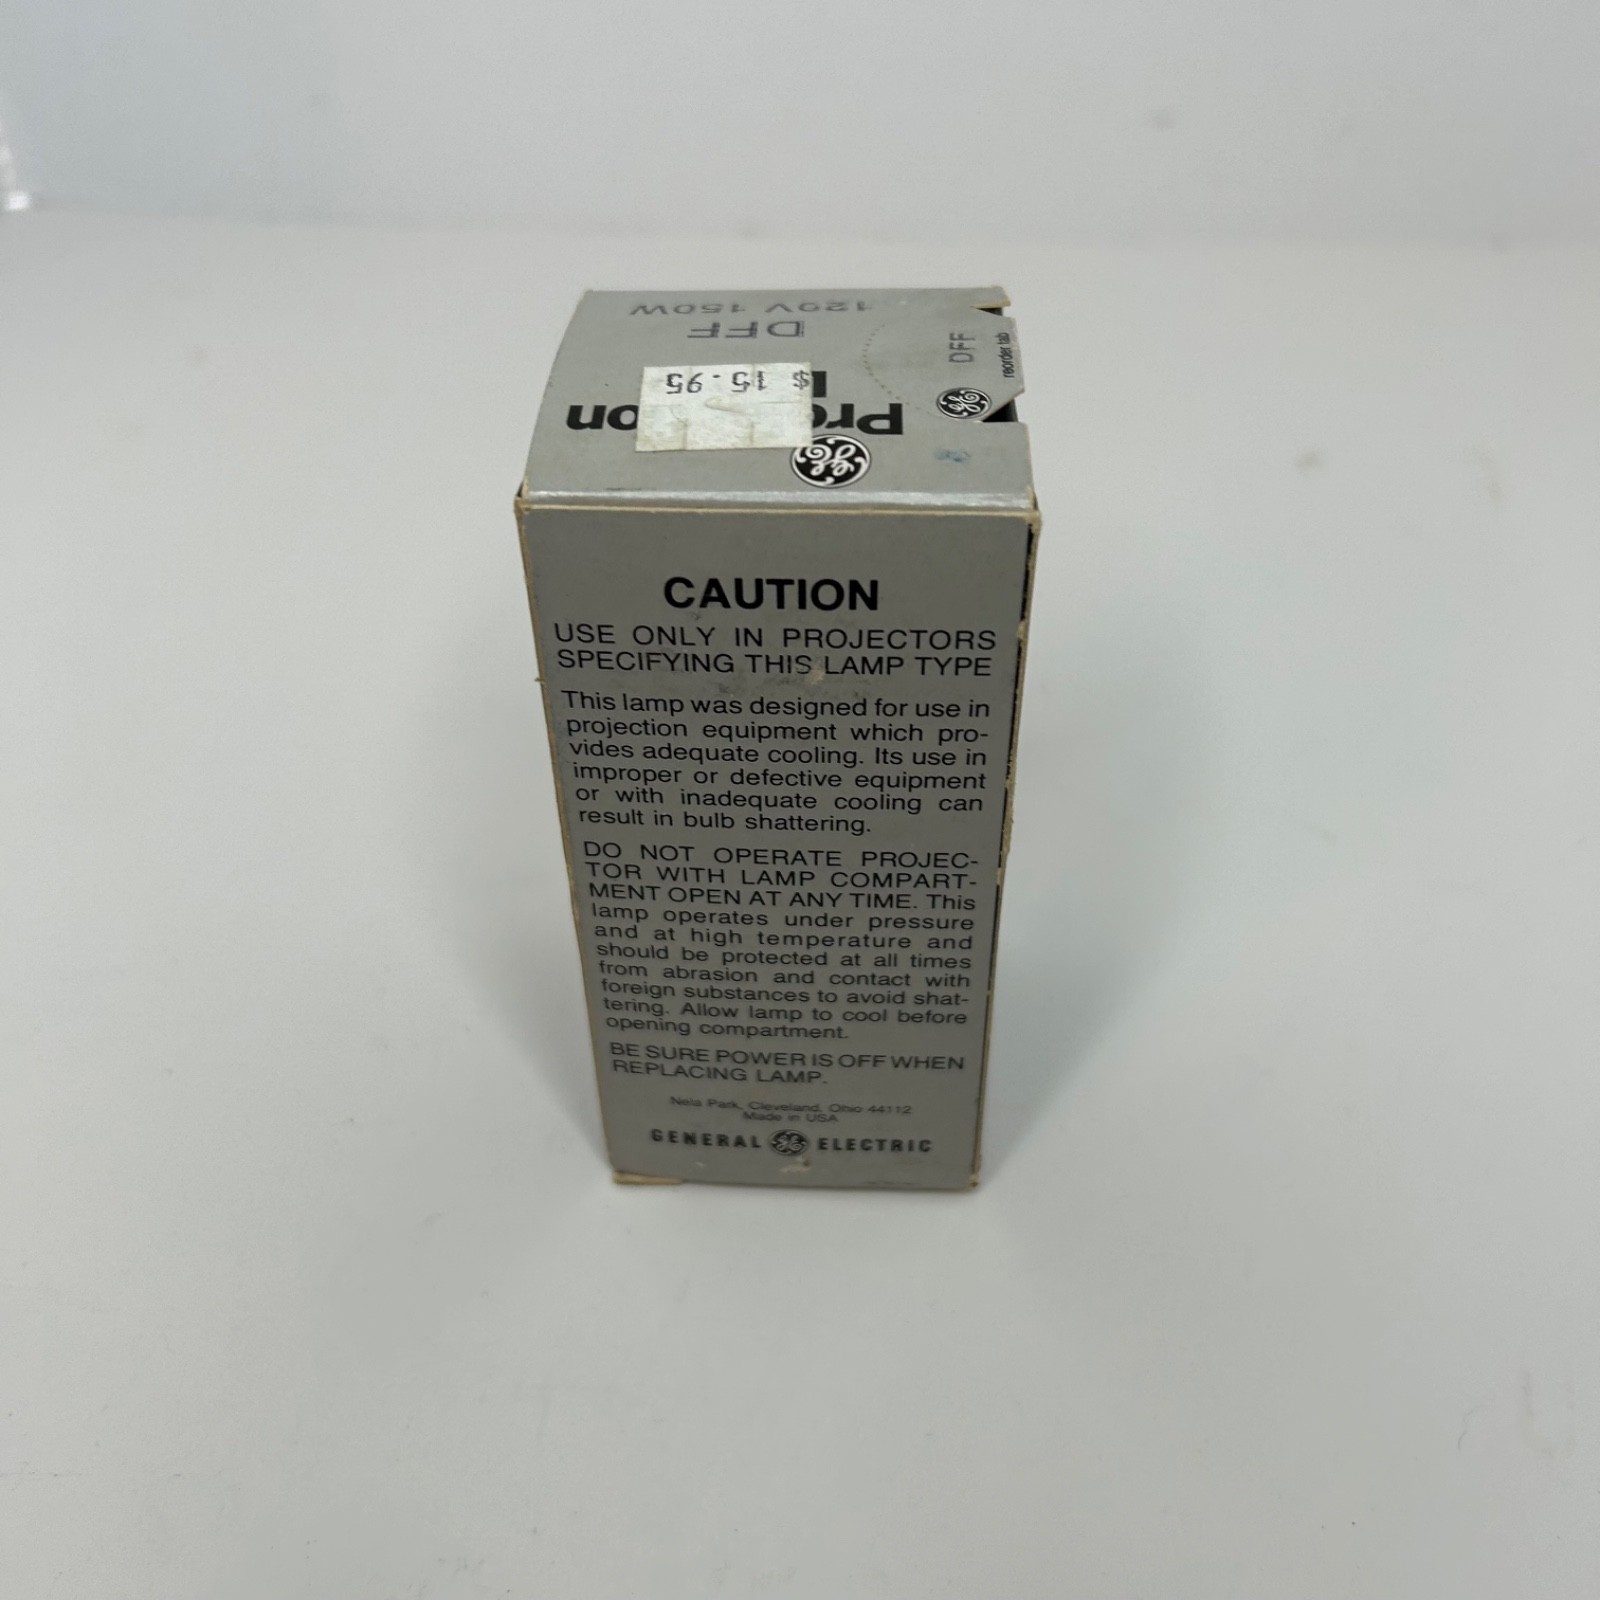 120V 150W
DFF
$ 15.95
DFF
reorder tab
CAUTION
USE ONLY IN PROJECTORS
SPECIFYING THIS LAMP TYPE
This lamp was designed for use in
projection equipment which pro-
vides adequate cooling. Its use in
improper or defective equipment
or with inadequate cooling can
result in bulb shattering.
DO NOT OPERATE PROJEC-
TOR WITH LAMP COMPART-
MENT OPEN AT ANY TIME. This
lamp operates under pressure
and at high temperature and
should be protected at all times
from abrasion and contact with
foreign substances to avoid shat-
tering. Allow lamp to cool before
opening compartment.
BE SURE POWER IS OFF WHEN
REPLACING LAMP.
Nela Park, Cleveland, Ohio 44112
Made in USA
GENERAL GE ELECTRIC